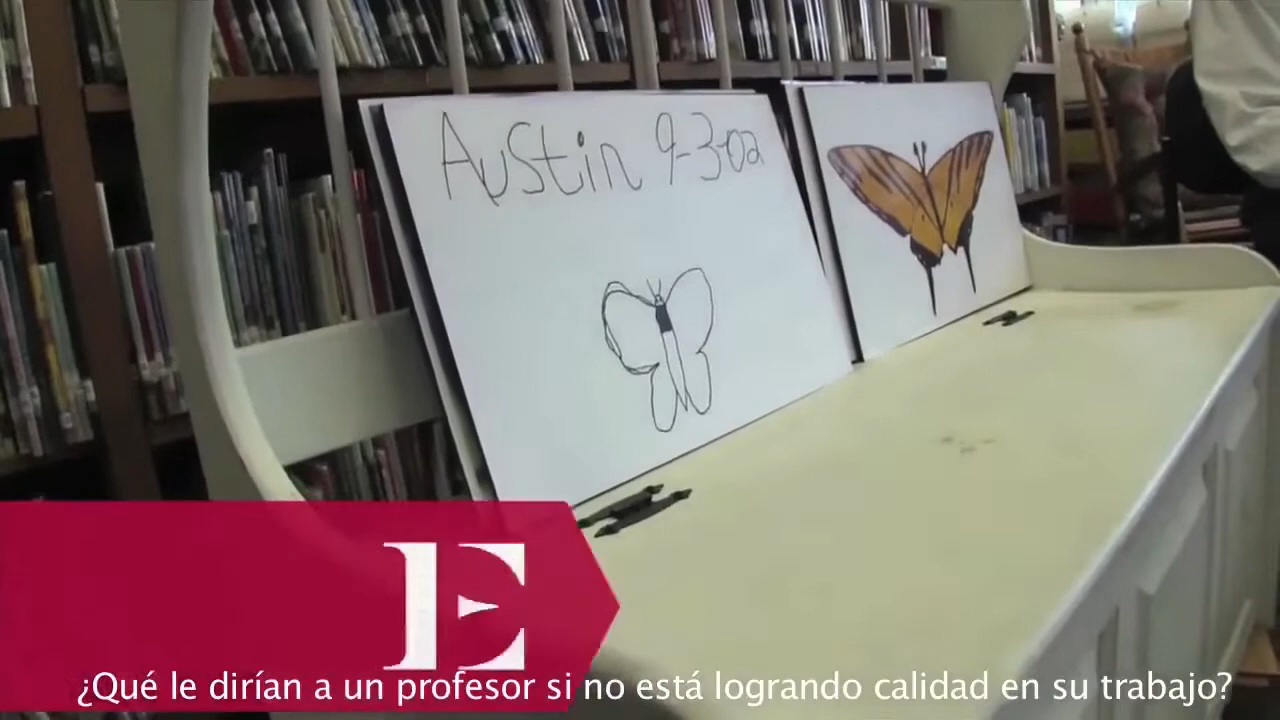 Austin 9-3-02
E
¿Qué le dirían a un profesor si no está logrando calidad en su trabajo?